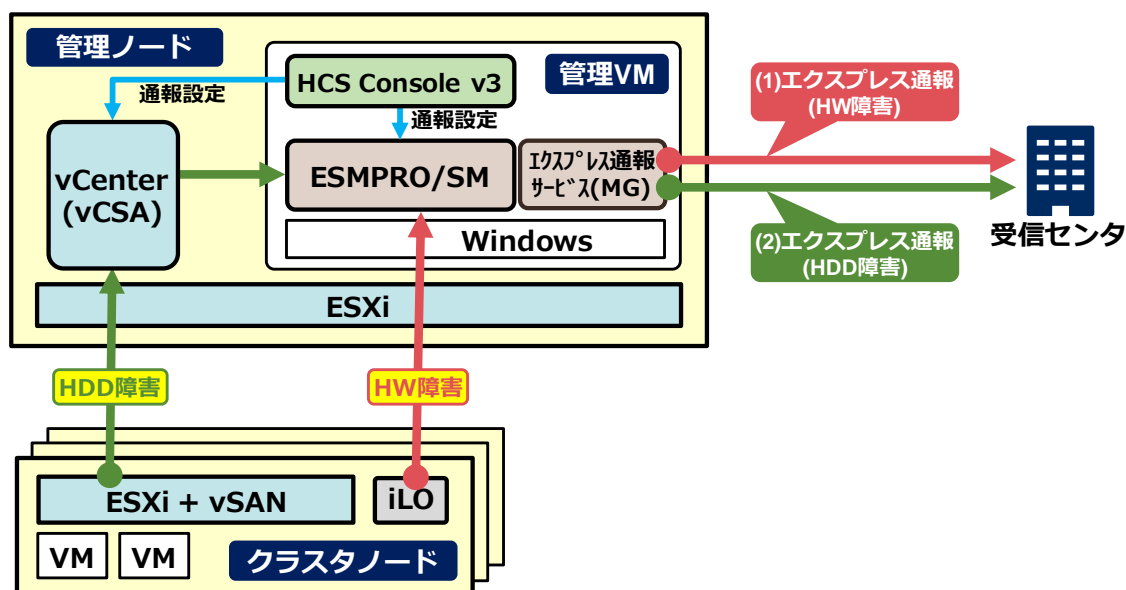 管理ノード
HCS Console v3
管理VM
通報設定
通報設定
vCenter
(vCSA)
ESMPRO/SM
ｴｸｽﾌﾟﾚｽ通報
ｻｰﾋﾞｽ(MG)
Windows
ESXi
(1)エクスプレス通報
(HW障害)
(2)エクスプレス通報
(HDD障害)
受信センタ
HDD障害
HW障害
ESXi + vSAN
iLO
VM
VM
クラスタノード